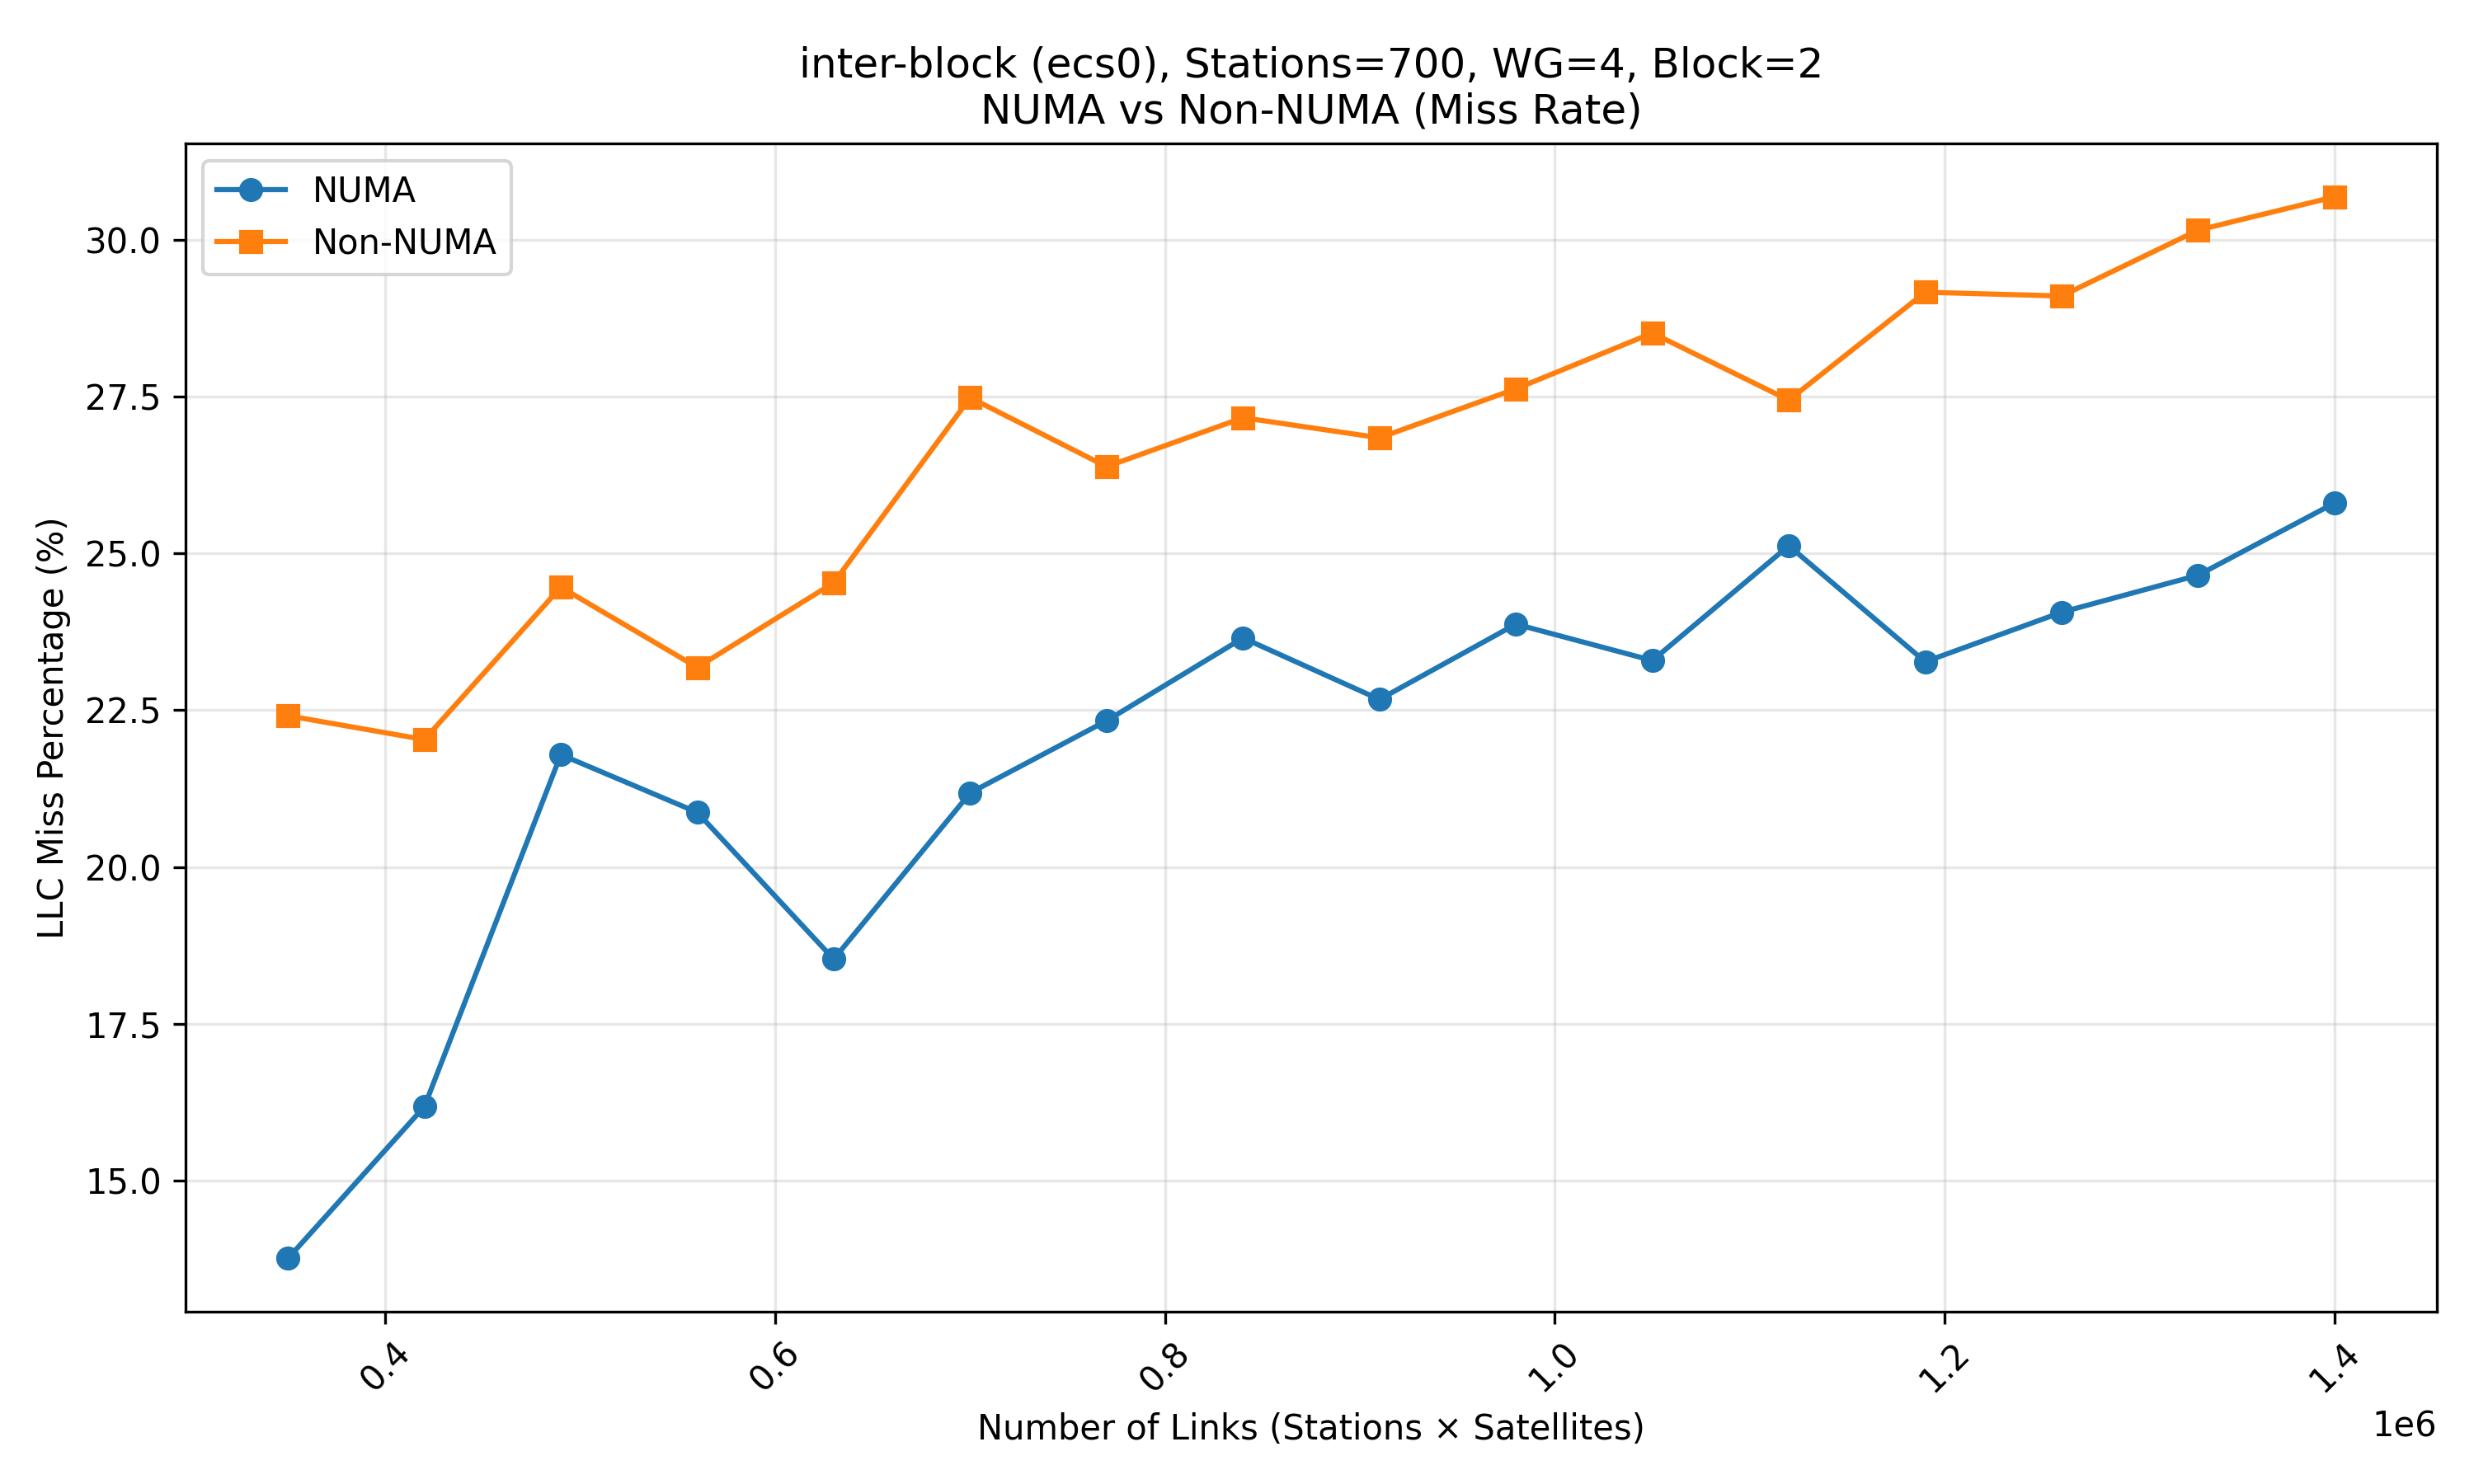 inter-block (ecs0), Stations=700, WG=4, Block=2
NUMA vs Non-NUMA (Miss Rate)
NUMA
Non-NUMA
LLC Miss Percentage (%)
30.0
27.5
25.0
22.5
20.0
17.5
15.0
0.4
0.6
0.8
1.0
1.2
1.4
1e6
Number of Links (Stations × Satellites)